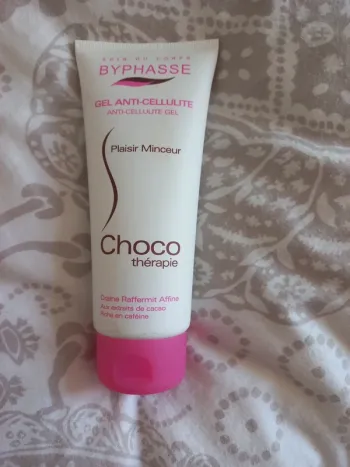 SOIN DU CORPS
BYPHASSE
GEL ANTI-CELLULITE
ANTI-CELLULITE GEL
Plaisir Minceur
Choco
thérapie
Draine Raffermit Affine
Aux extraits de cacao
Riche en caféine